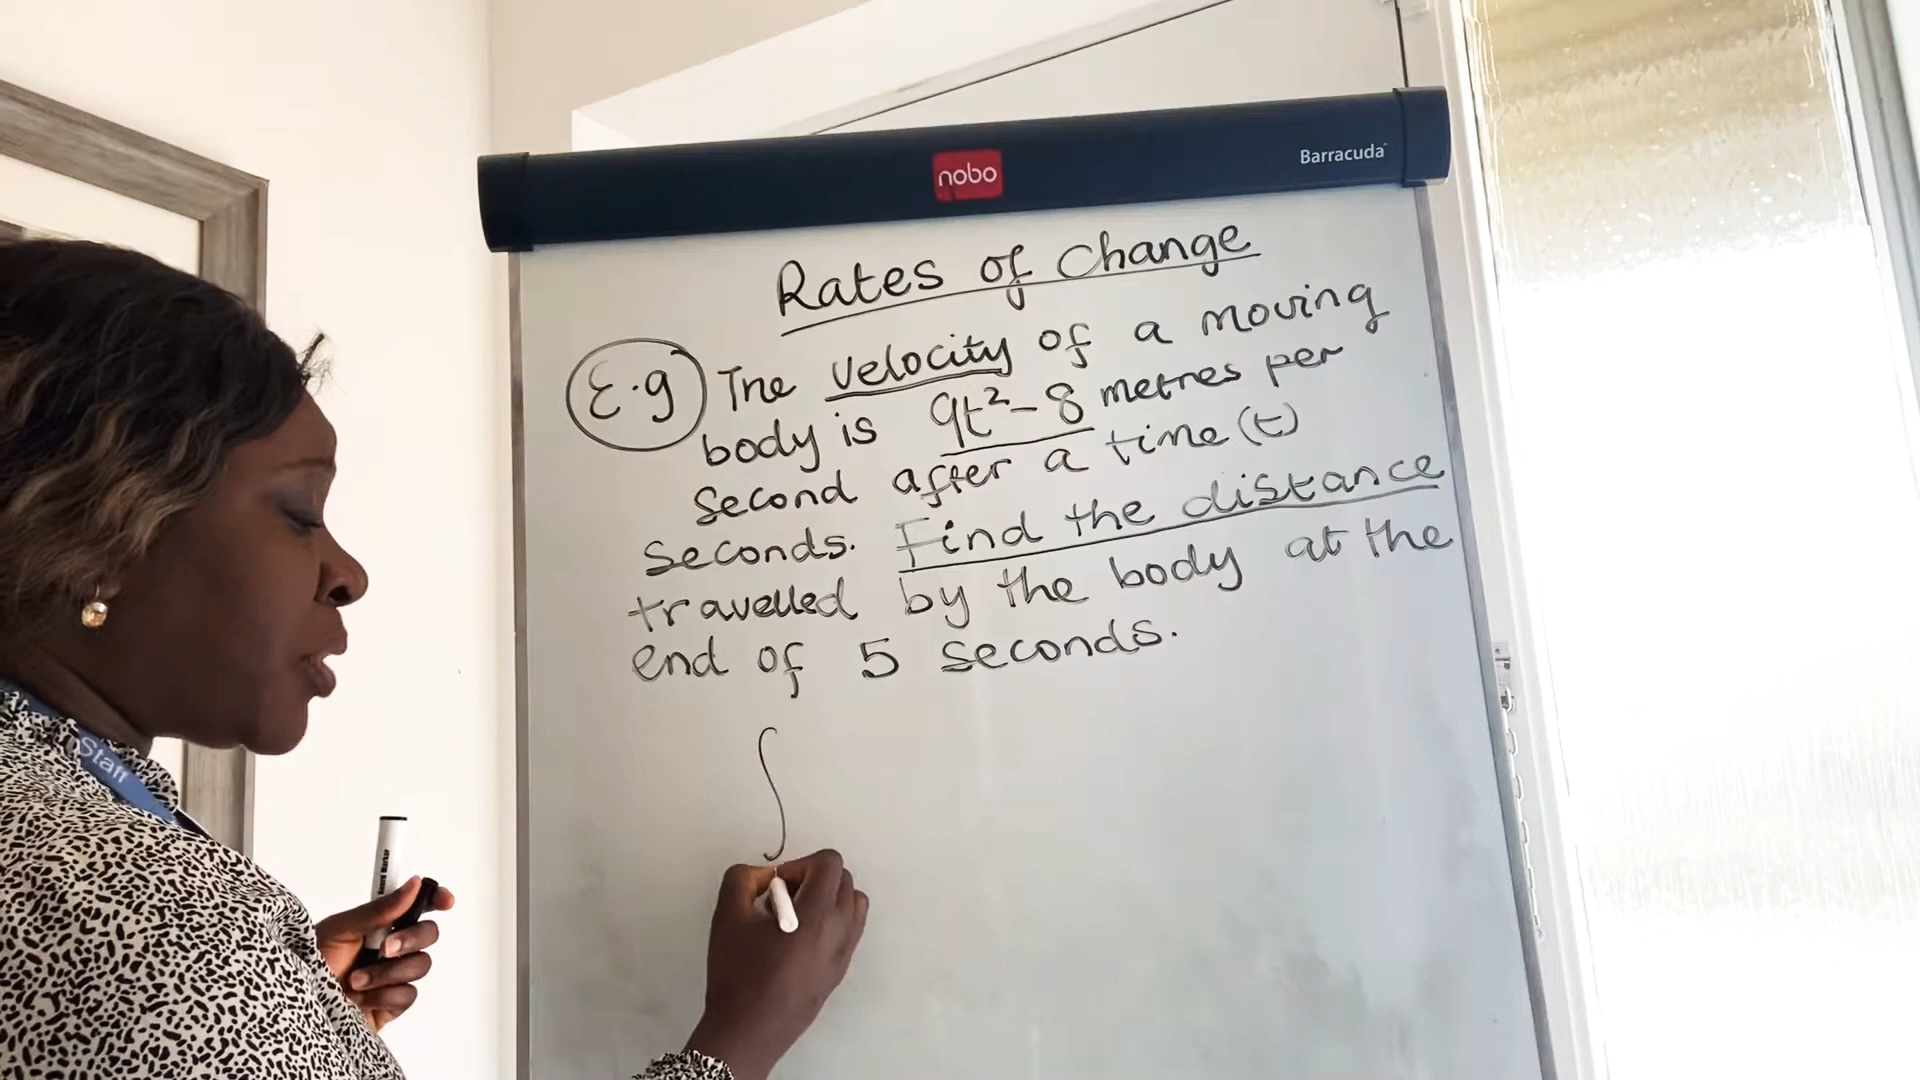 nobo
Barracuda
Rates of Change
E.g The velocity of a moving
body is 9t²-8 metres per
second after a time (t)
seconds. Find the distance
travelled by the body at the
end of 5 seconds.
∫
Staff